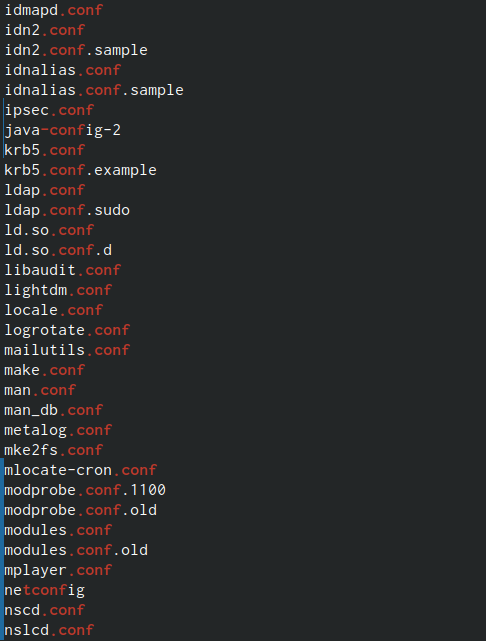 idmapd.conf
idn2.conf
idn2.conf.sample
idnalias.conf
idnalias.conf.sample
ipsec.conf
java-config-2
krb5.conf
krb5.conf.example
ldap.conf
ldap.conf.sudo
ld.so.conf
ld.so.conf.d
libaudit.conf
lightdm.conf
locale.conf
logrotate.conf
mailutils.conf
make.conf
man.conf
man_db.conf
metalog.conf
mke2fs.conf
mlocate-cron.conf
modprobe.conf.1100
modprobe.conf.old
modules.conf
modules.conf.old
mplayer.conf
netconfig
nscd.conf
nslcd.conf